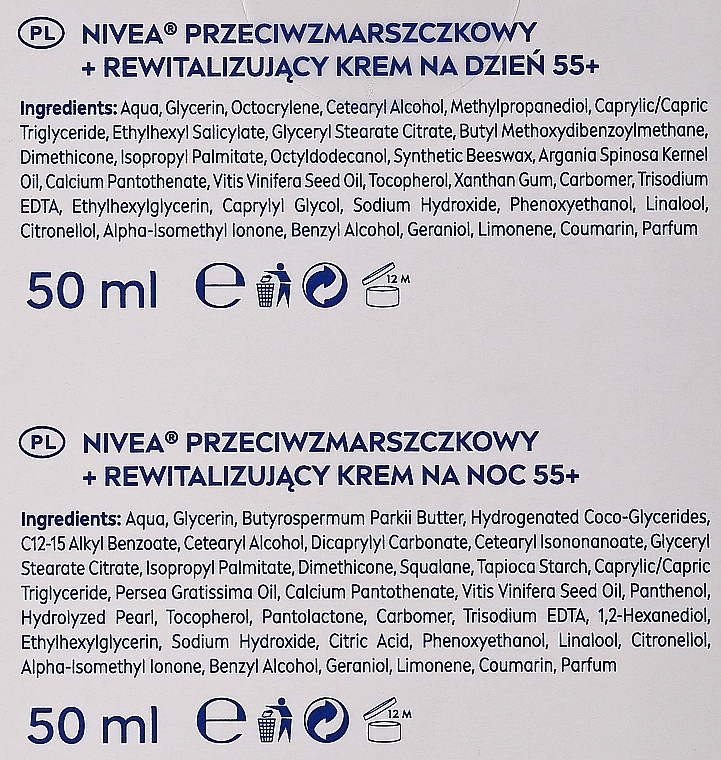 PL NIVEA® PRZECIWZMARSZCZKOWY
+ REWITALIZUJĄCY KREM NA DZIEŃ 55+
Ingredients: Aqua, Glycerin, Octocrylene, Cetearyl Alcohol, Methylpropanediol, Caprylic/Capric
Triglyceride, Ethylhexyl Salicylate, Glyceryl Stearate Citrate, Butyl Methoxydibenzoylmethane,
Dimethicone, Isopropyl Palmitate, Octyldodecanol, Synthetic Beeswax, Argania Spinosa Kernel
Oil, Calcium Pantothenate, Vitis Vinifera Seed Oil, Tocopherol, Xanthan Gum, Carbomer, Trisodium
EDTA, Ethylhexylglycerin, Caprylyl Glycol, Sodium Hydroxide, Phenoxyethanol, Linalool,
Citronellol, Alpha-Isomethyl Ionone, Benzyl Alcohol, Geraniol, Limonene, Coumarin, Parfum
50 ml e 12 M
PL NIVEA® PRZECIWZMARSZCZKOWY
+ REWITALIZUJĄCY KREM NA NOC 55+
Ingredients: Aqua, Glycerin, Butyrospermum Parkii Butter, Hydrogenated Coco-Glycerides,
C12-15 Alkyl Benzoate, Cetearyl Alcohol, Dicaprylyl Carbonate, Cetearyl Isononanoate, Glyceryl
Stearate Citrate, Isopropyl Palmitate, Dimethicone, Squalane, Tapioca Starch, Caprylic/Capric
Triglyceride, Persea Gratissima Oil, Calcium Pantothenate, Vitis Vinifera Seed Oil, Panthenol,
Hydrolyzed Pearl, Tocopherol, Pantolactone, Carbomer, Trisodium EDTA, 1,2-Hexanediol,
Ethylhexylglycerin, Sodium Hydroxide, Citric Acid, Phenoxyethanol, Linalool, Citronellol,
Alpha-Isomethyl Ionone, Benzyl Alcohol, Geraniol, Limonene, Coumarin, Parfum
50 ml e 12 M